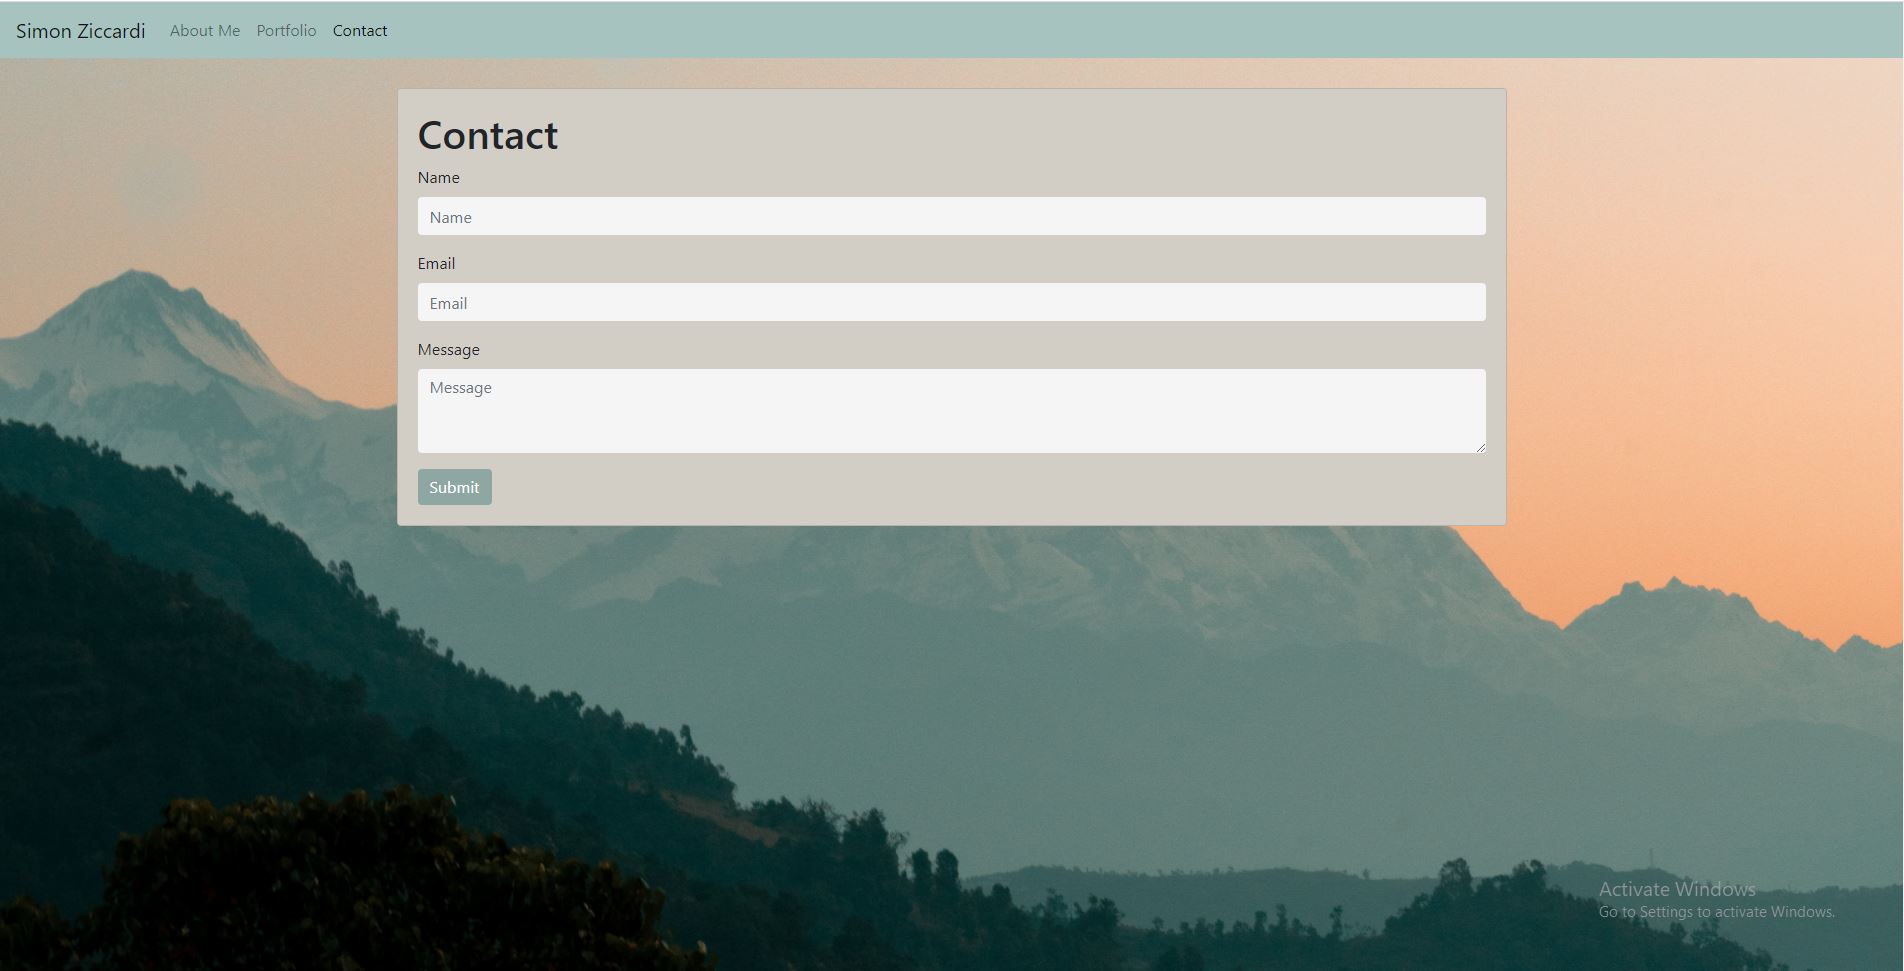 Simon Ziccardi About Me Portfolio Contact
Contact
Name
Name
Email
Email
Message
Message
Submit
Activate Windows
Go to Settings to activate Windows.